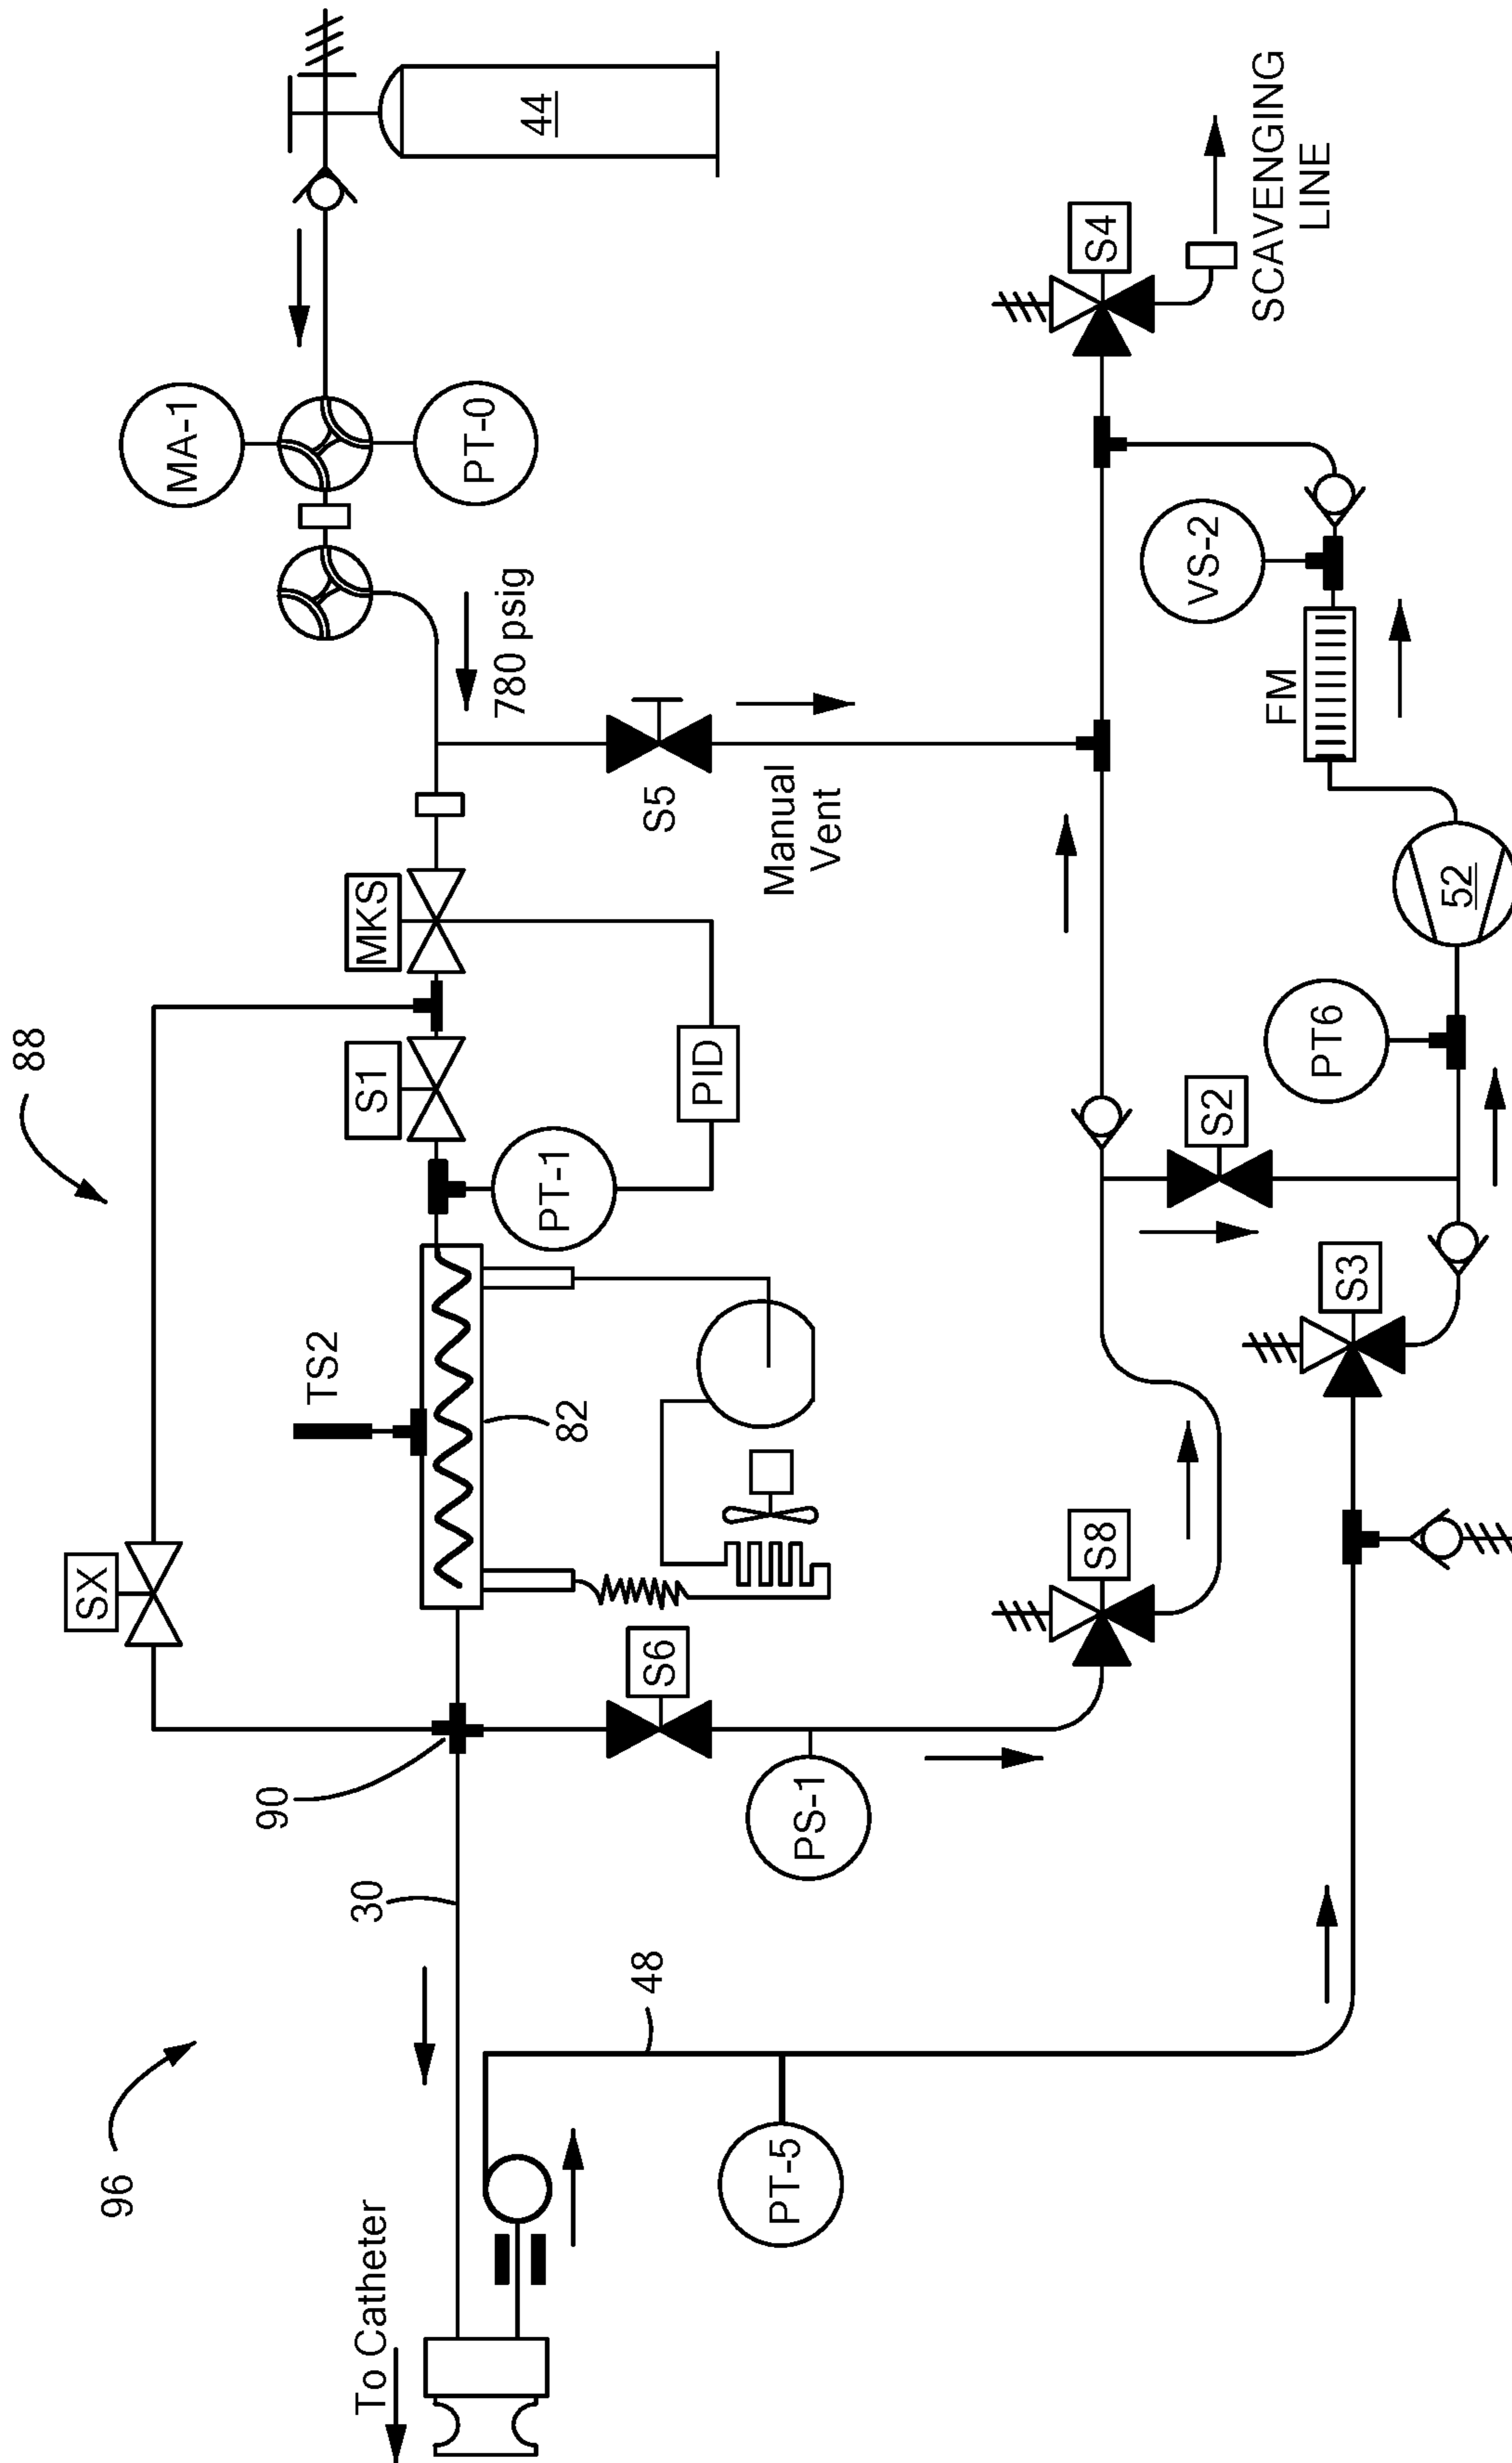 88
96
SX
MA-1
44
TS2
S1
MKS
90
30
To Catheter
82
PT-1
PT-0
780 psig
48
S6
PID
S5
Manual
Vent
PT-5
PS-1
S8
S4
S2
VS-2
SCAVENGING
LINE
S3
PT6
FM
52